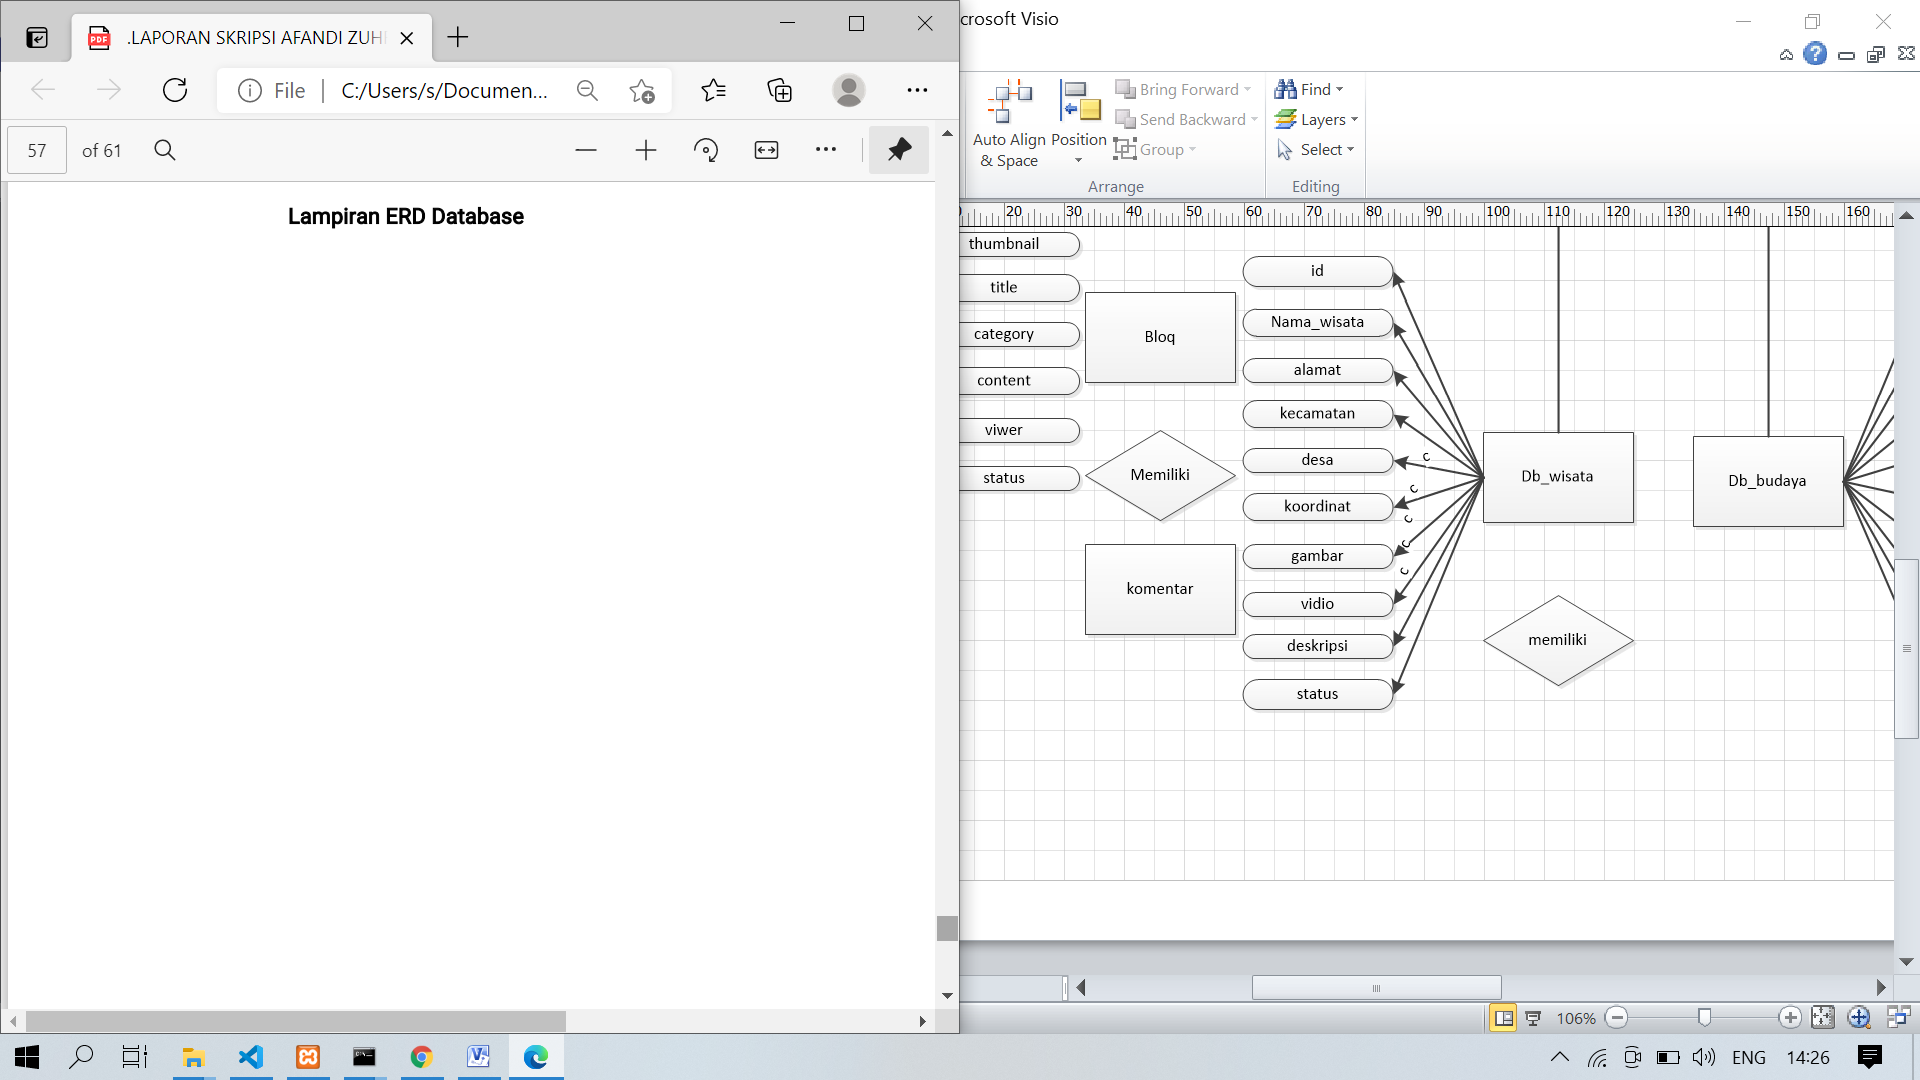 .LAPORAN SKRIPSI AFANDI ZUH
File
C:/Users/s/Documen...
57
of 61
Lampiran ERD Database
crosoft Visio
Auto Align
& Space
Position
Bring Forward
Send Backward
Group
Arrange
Find
Layers
Select
Editing
20 30 40 50 60 70 80 90 100 110 120 130 140 150 160
thumbnail
title
category
content
viwer
status
Bloq
Memiliki
komentar
id
Nama_wisata
alamat
kecamatan
desa
koordinat
gambar
vidio
deskripsi
status
c
c
c
c
c
Db_wisata
memiliki
Db_budaya
106%
ENG
14:26